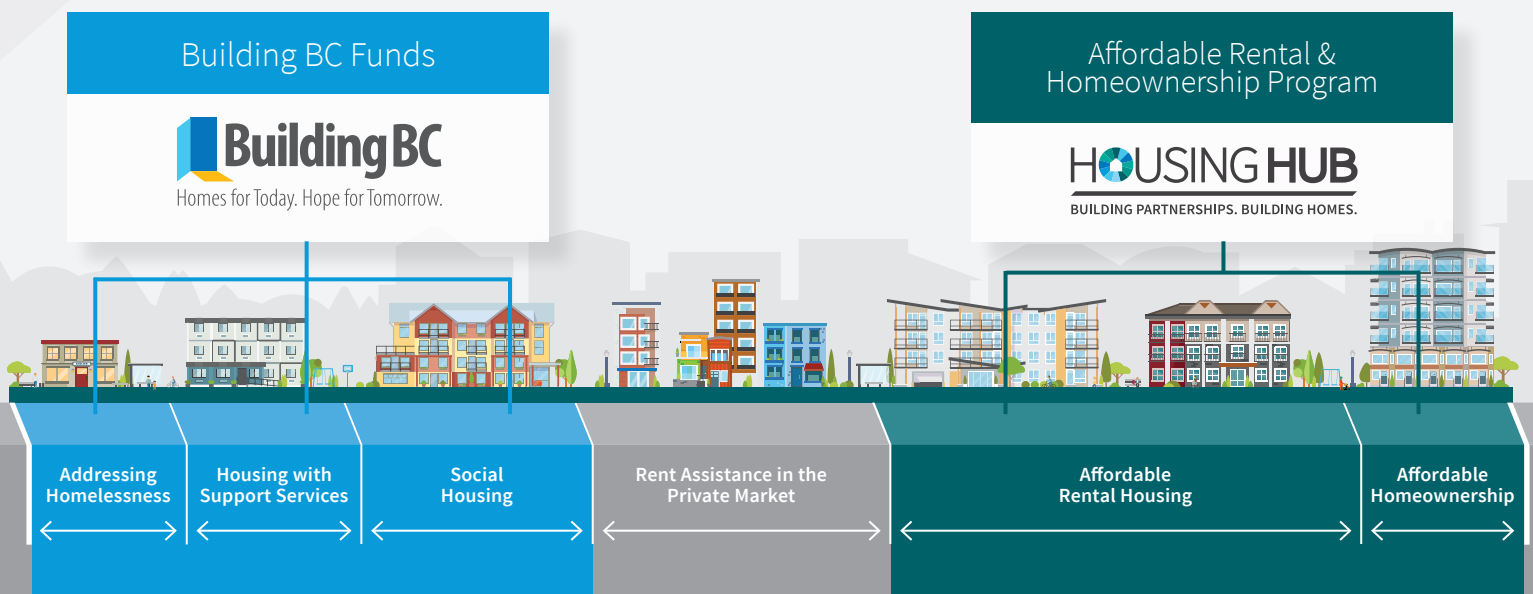 Building BC Funds
Building BC
Homes for Today. Hope for Tomorrow.
Affordable Rental &
Homeownership Program
HOUSING HUB
BUILDING PARTNERSHIPS. BUILDING HOMES.
Addressing
Homelessness
Housing with
Support Services
Social
Housing
Rent Assistance in the
Private Market
Affordable
Rental Housing
Affordable
Homeownership